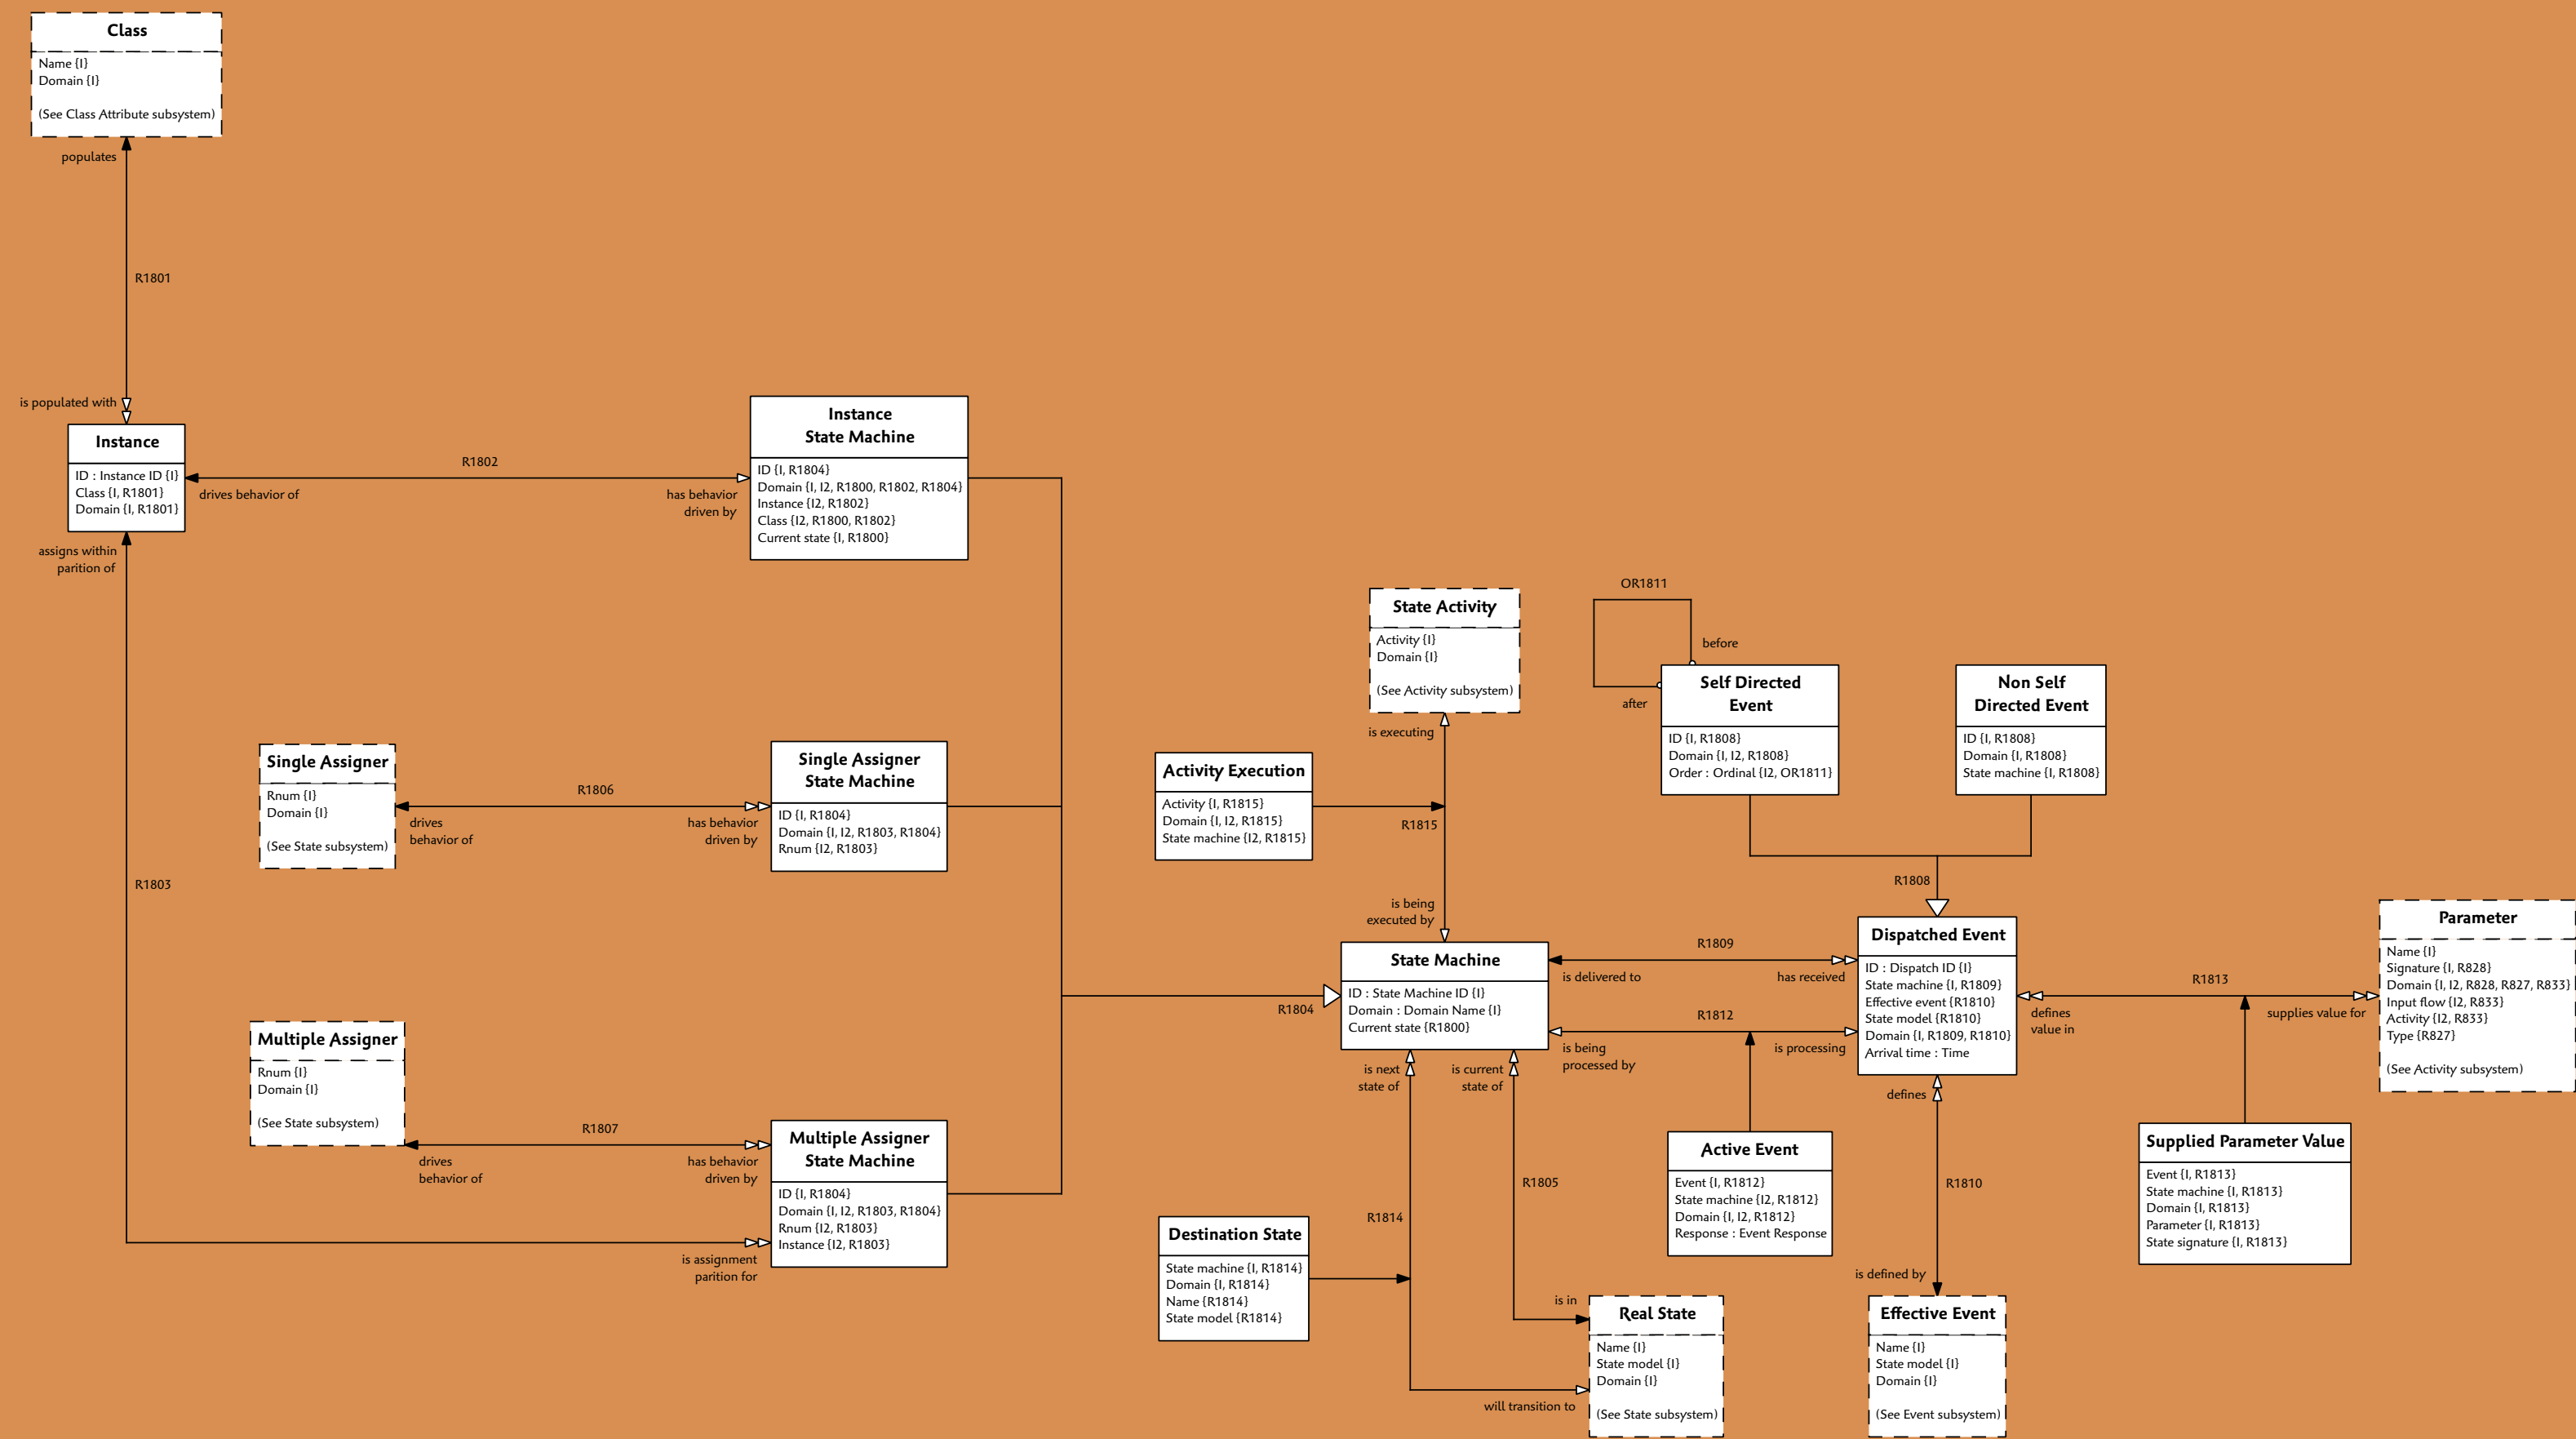 Class
Name {I}
Domain {I}
(See Class Attribute subsystem)
populates
R1801
is populated with
Instance
ID : Instance ID {I}
Class {I, R1801}
Domain {I, R1801}
R1802
drives behavior of
has behavior
driven by
Instance
State Machine
ID {I, R1804}
Domain {I, I2, R1800, R1802, R1804}
Instance {I2, R1802}
Class {I2, R1800, R1802}
Current state {I, R1800}
assigns within
parition of
R1803
Single Assigner
Rnum {I}
Domain {I}
(See State subsystem)
R1806
drives
behavior of
has behavior
driven by
Single Assigner
State Machine
ID {I, R1804}
Domain {I, I2, R1803, R1804}
Rnum {I2, R1803}
Multiple Assigner
Rnum {I}
Domain {I}
(See State subsystem)
R1807
drives
behavior of
has behavior
driven by
Multiple Assigner
State Machine
ID {I, R1804}
Domain {I, I2, R1803, R1804}
Rnum {I2, R1803}
Instance {I2, R1803}
is assignment
parition for
State Activity
Activity {I}
Domain {I}
(See Activity subsystem)
is executing
Activity Execution
Activity {I, R1815}
Domain {I, I2, R1815}
State machine {I2, R1815}
R1815
is being
executed by
OR1811
before
after
Self Directed
Event
ID {I, R1808}
Domain {I, I2, R1808}
Order : Ordinal {I2, OR1811}
Non Self
Directed Event
ID {I, R1808}
Domain {I, R1808}
State machine {I, R1808}
R1808
R1804
State Machine
ID : State Machine ID {I}
Domain : Domain Name {I}
Current state {R1800}
R1809
is delivered to
has received
R1812
is being
processed by
is processing
Dispatched Event
ID : Dispatch ID {I}
State machine {I, R1809}
Effective event {R1810}
State model {R1810}
Domain {I, R1809, R1810}
Arrival time : Time
R1813
defines
value in
supplies value for
Parameter
Name {I}
Signature {I, R828}
Domain {I, I2, R828, R827, R833}
Input flow {I2, R833}
Activity {I2, R833}
Type {R827}
(See Activity subsystem)
is next
state of
is current
state of
defines
R1814
R1805
Active Event
Event {I, R1812}
State machine {I2, R1812}
Domain {I, I2, R1812}
Response : Event Response
R1810
Supplied Parameter Value
Event {I, R1813}
State machine {I, R1813}
Domain {I, R1813}
Parameter {I, R1813}
State signature {I, R1813}
Destination State
State machine {I, R1814}
Domain {I, R1814}
Name {R1814}
State model {R1814}
is in
will transition to
Real State
Name {I}
State model {I}
Domain {I}
(See State subsystem)
is defined by
Effective Event
Name {I}
State model {I}
Domain {I}
(See Event subsystem)